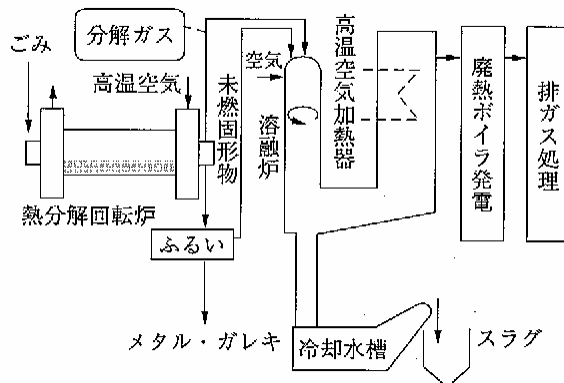 ごみ
分解ガス
高温空気
未燃固形物
空気
溶融炉
高温空気加熱器
廃熱ボイラ発電
排ガス処理
熱分解回転炉
ふるい
メタル・ガレキ
冷却水槽
スラグ